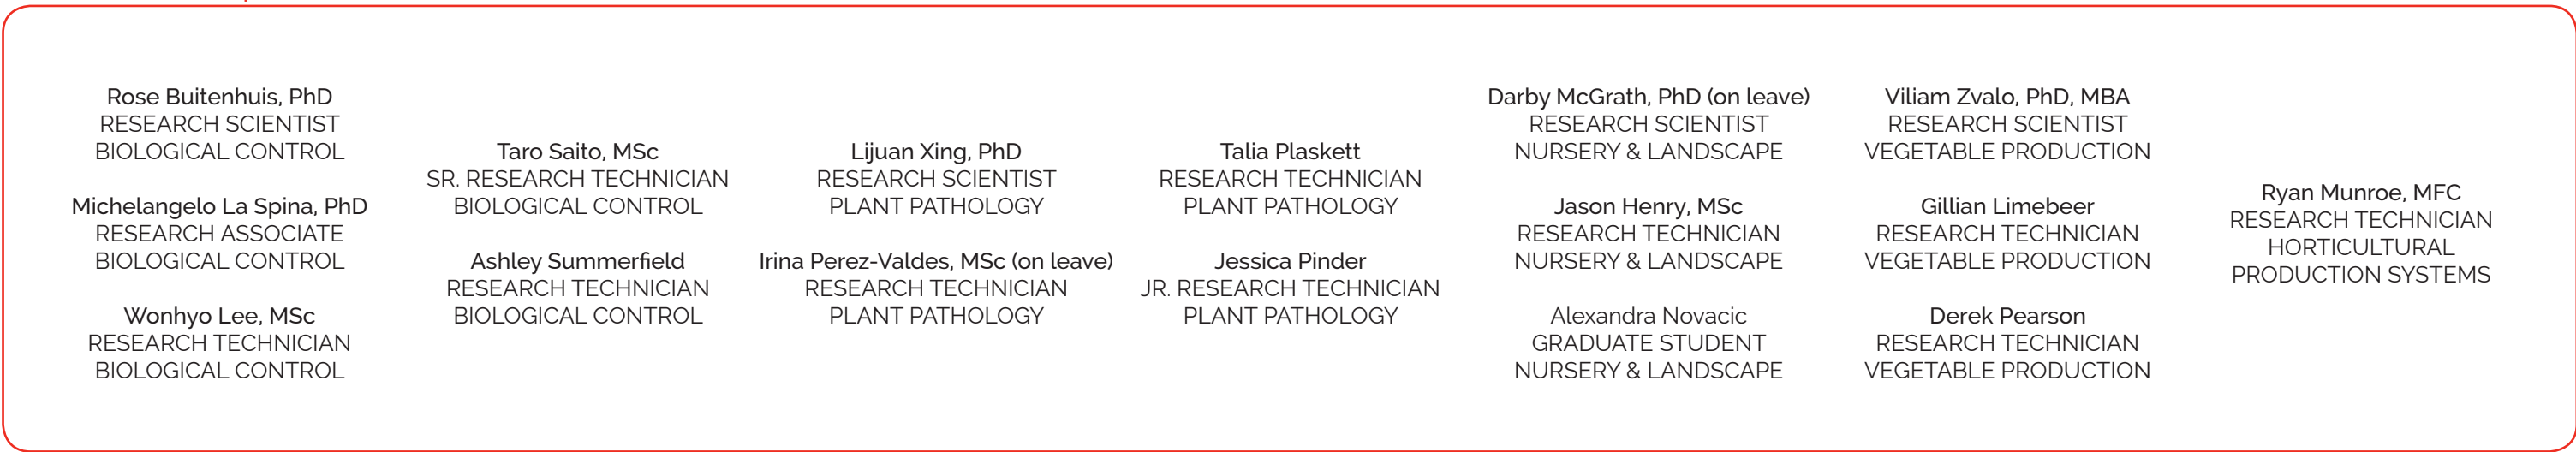 Rose Buitenhuis, PhD
RESEARCH SCIENTIST
BIOLOGICAL CONTROL
Michelangelo La Spina, PhD
RESEARCH ASSOCIATE
BIOLOGICAL CONTROL
Wonhyo Lee, MSc
RESEARCH TECHNICIAN
BIOLOGICAL CONTROL
Taro Saito, MSc
SR. RESEARCH TECHNICIAN
BIOLOGICAL CONTROL
Ashley Summerfield
RESEARCH TECHNICIAN
BIOLOGICAL CONTROL
Lijuan Xing, PhD
RESEARCH SCIENTIST
PLANT PATHOLOGY
Irina Perez-Valdes, MSc (on leave)
RESEARCH TECHNICIAN
PLANT PATHOLOGY
Talia Plaskett
RESEARCH TECHNICIAN
PLANT PATHOLOGY
Jessica Pinder
JR. RESEARCH TECHNICIAN
PLANT PATHOLOGY
Darby McGrath, PhD (on leave)
RESEARCH SCIENTIST
NURSERY & LANDSCAPE
Jason Henry, MSc
RESEARCH TECHNICIAN
NURSERY & LANDSCAPE
Alexandra Novacic
GRADUATE STUDENT
NURSERY & LANDSCAPE
Viliam Zvalo, PhD, MBA
RESEARCH SCIENTIST
VEGETABLE PRODUCTION
Gillian Limebeer
RESEARCH TECHNICIAN
VEGETABLE PRODUCTION
Derek Pearson
RESEARCH TECHNICIAN
VEGETABLE PRODUCTION
Ryan Munroe, MFC
RESEARCH TECHNICIAN
HORTICULTURAL
PRODUCTION SYSTEMS